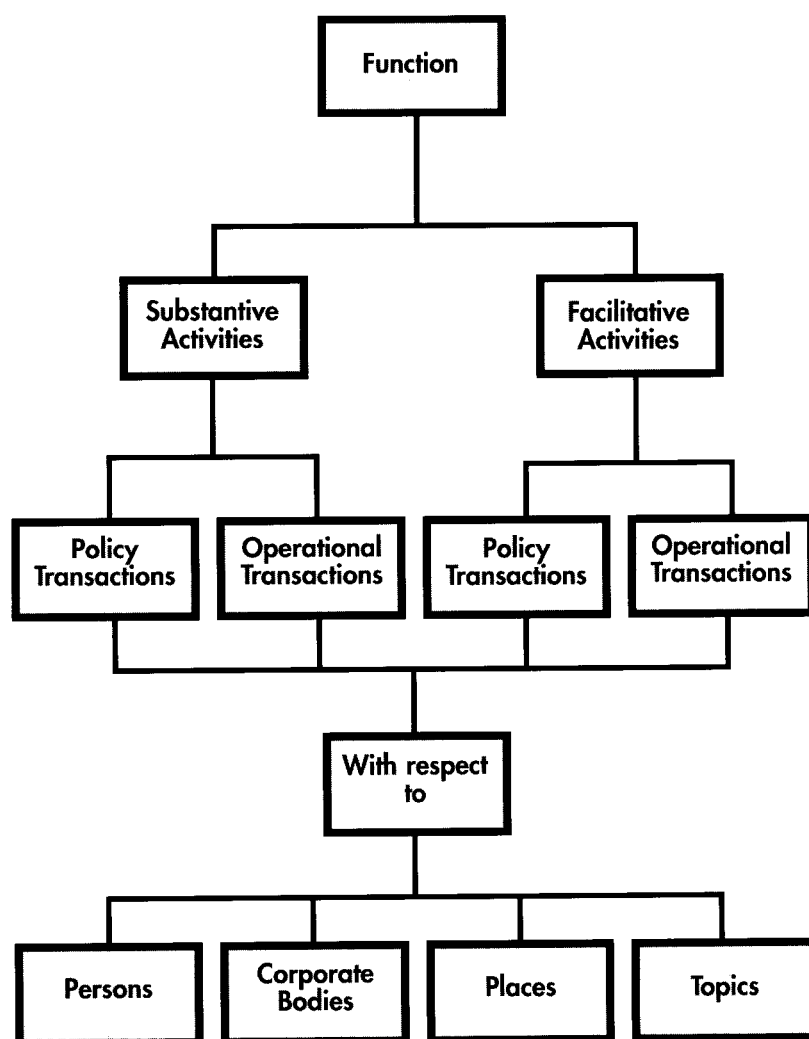 Function
Substantive
Activities
Facilitative
Activities
Policy
Transactions
Operational
Transactions
Policy
Transactions
Operational
Transactions
With respect
to
Persons
Corporate
Bodies
Places
Topics